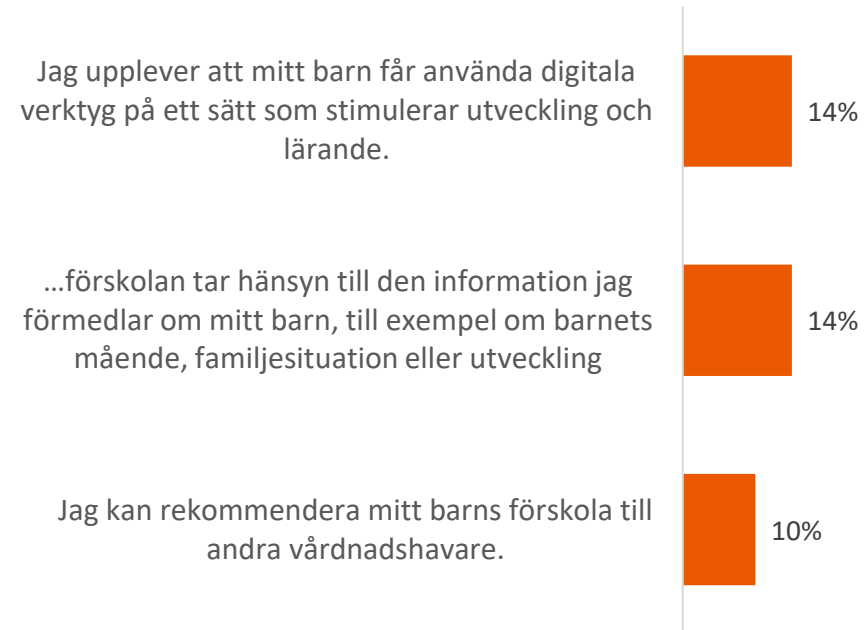 Jag upplever att mitt barn får använda digitala
verktyg på ett sätt som stimulerar utveckling och
lärande.
14%
…förskolan tar hänsyn till den information jag
förmedlar om mitt barn, till exempel om barnets
mående, familjesituation eller utveckling
14%
Jag kan rekommendera mitt barns förskola till
andra vårdnadshavare.
10%